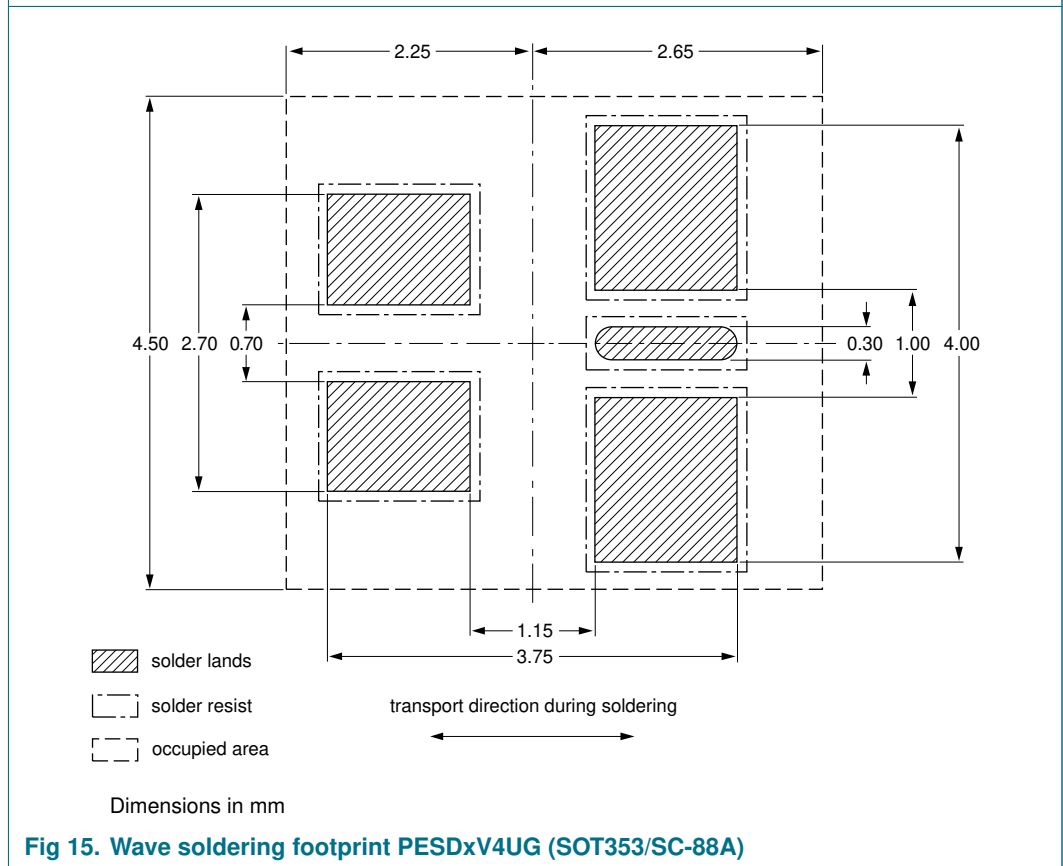 2.25
2.65
4.50
2.70
0.70
0.30
1.00
4.00
1.15
3.75
solder lands
solder resist
transport direction during soldering
occupied area
Dimensions in mm
Fig 15. Wave soldering footprint PESDxV4UG (SOT353/SC-88A)